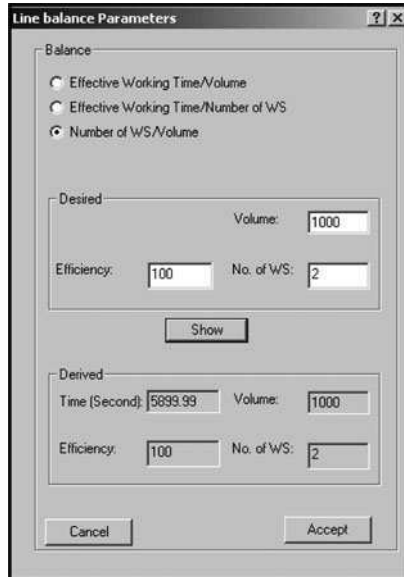 Line balance Parameters ? ×
Balance
Effective Working Time/Volume
Effective Working Time/Number of WS
Number of WS/Volume
Desired
Volume: 1000
Efficiency: 100 No. of WS: 2
Show
Derived
Time (Second): 5899.99 Volume: 1000
Efficiency: 100 No. of WS: 2
Cancel Accept